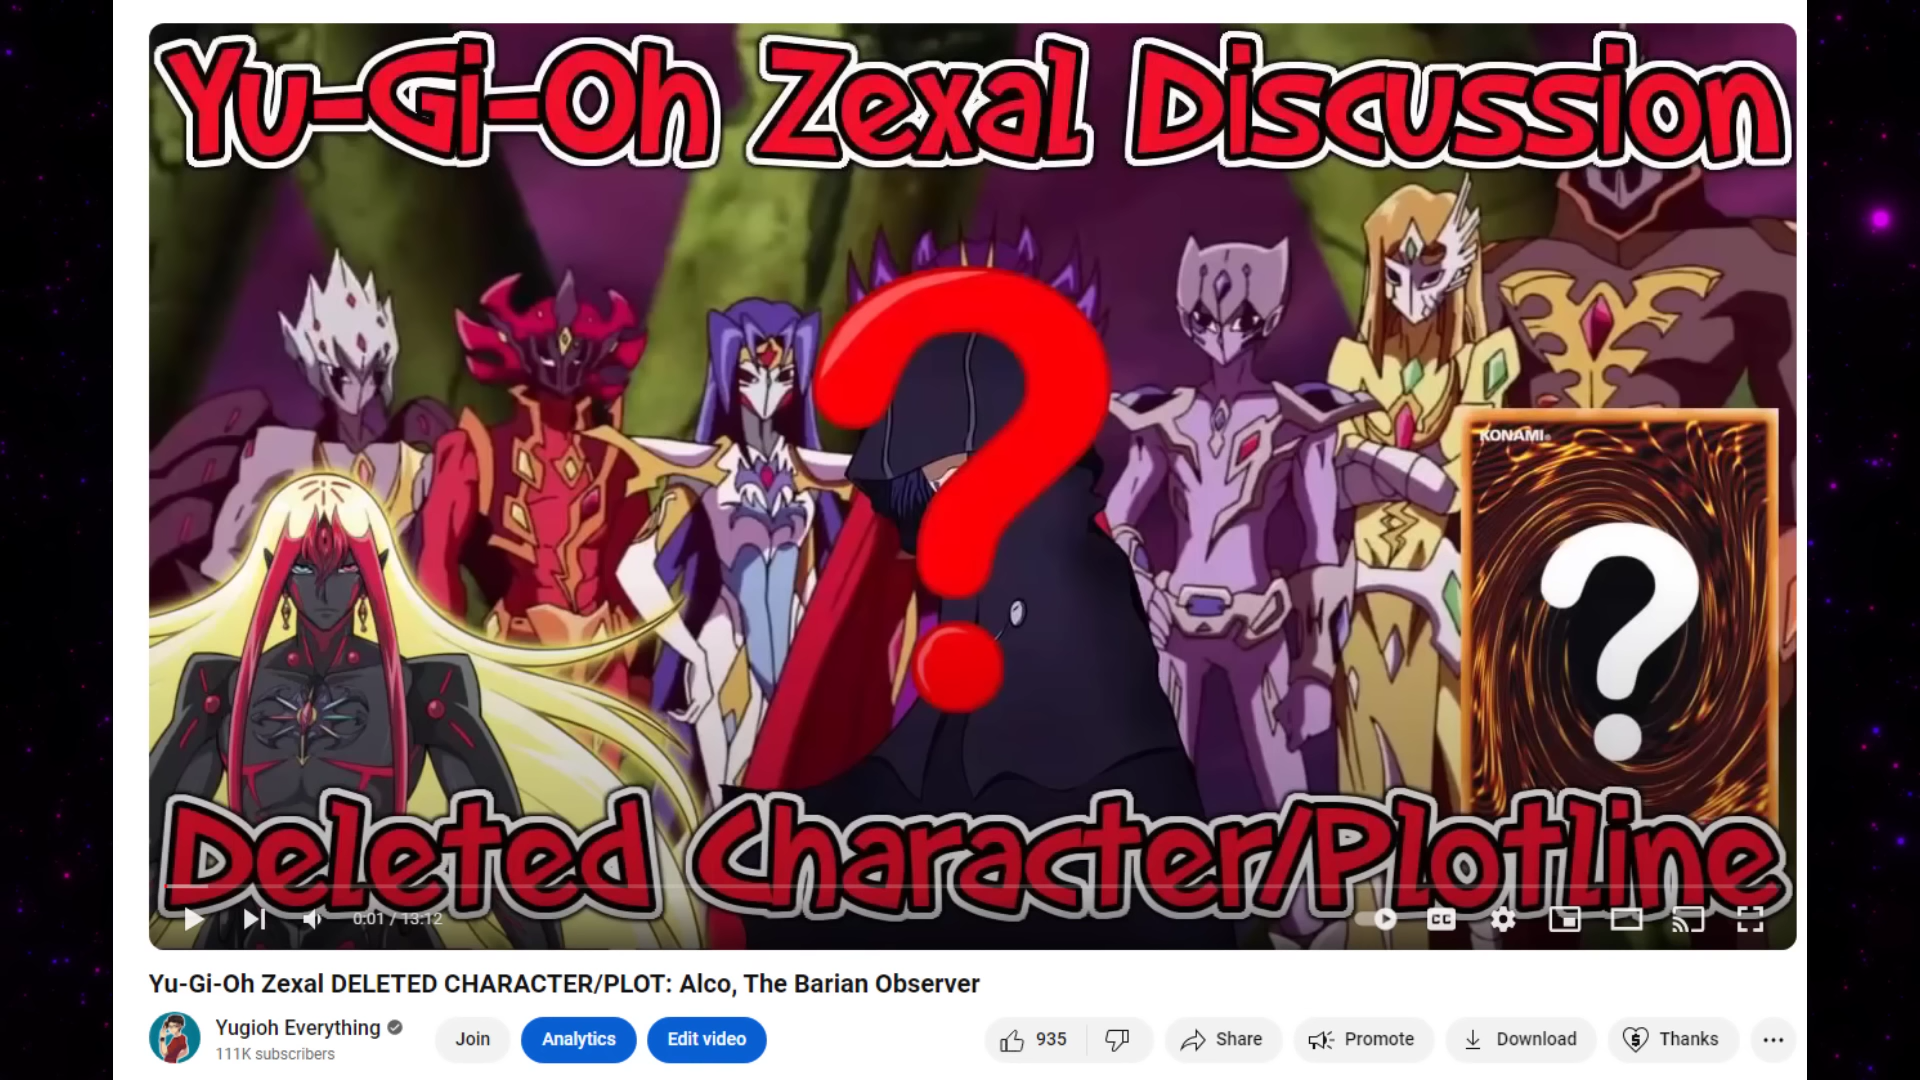 Yu-Gi-Oh Zexal Discussion
KONAMI®
Deleted Character/Plotline
0:01 / 13:12
CC
Yu-Gi-Oh Zexal DELETED CHARACTER/PLOT: Alco, The Barian Observer
Yugioh Everything
111K subscribers
Join
Analytics
Edit video
935
Share
Promote
Download
Thanks